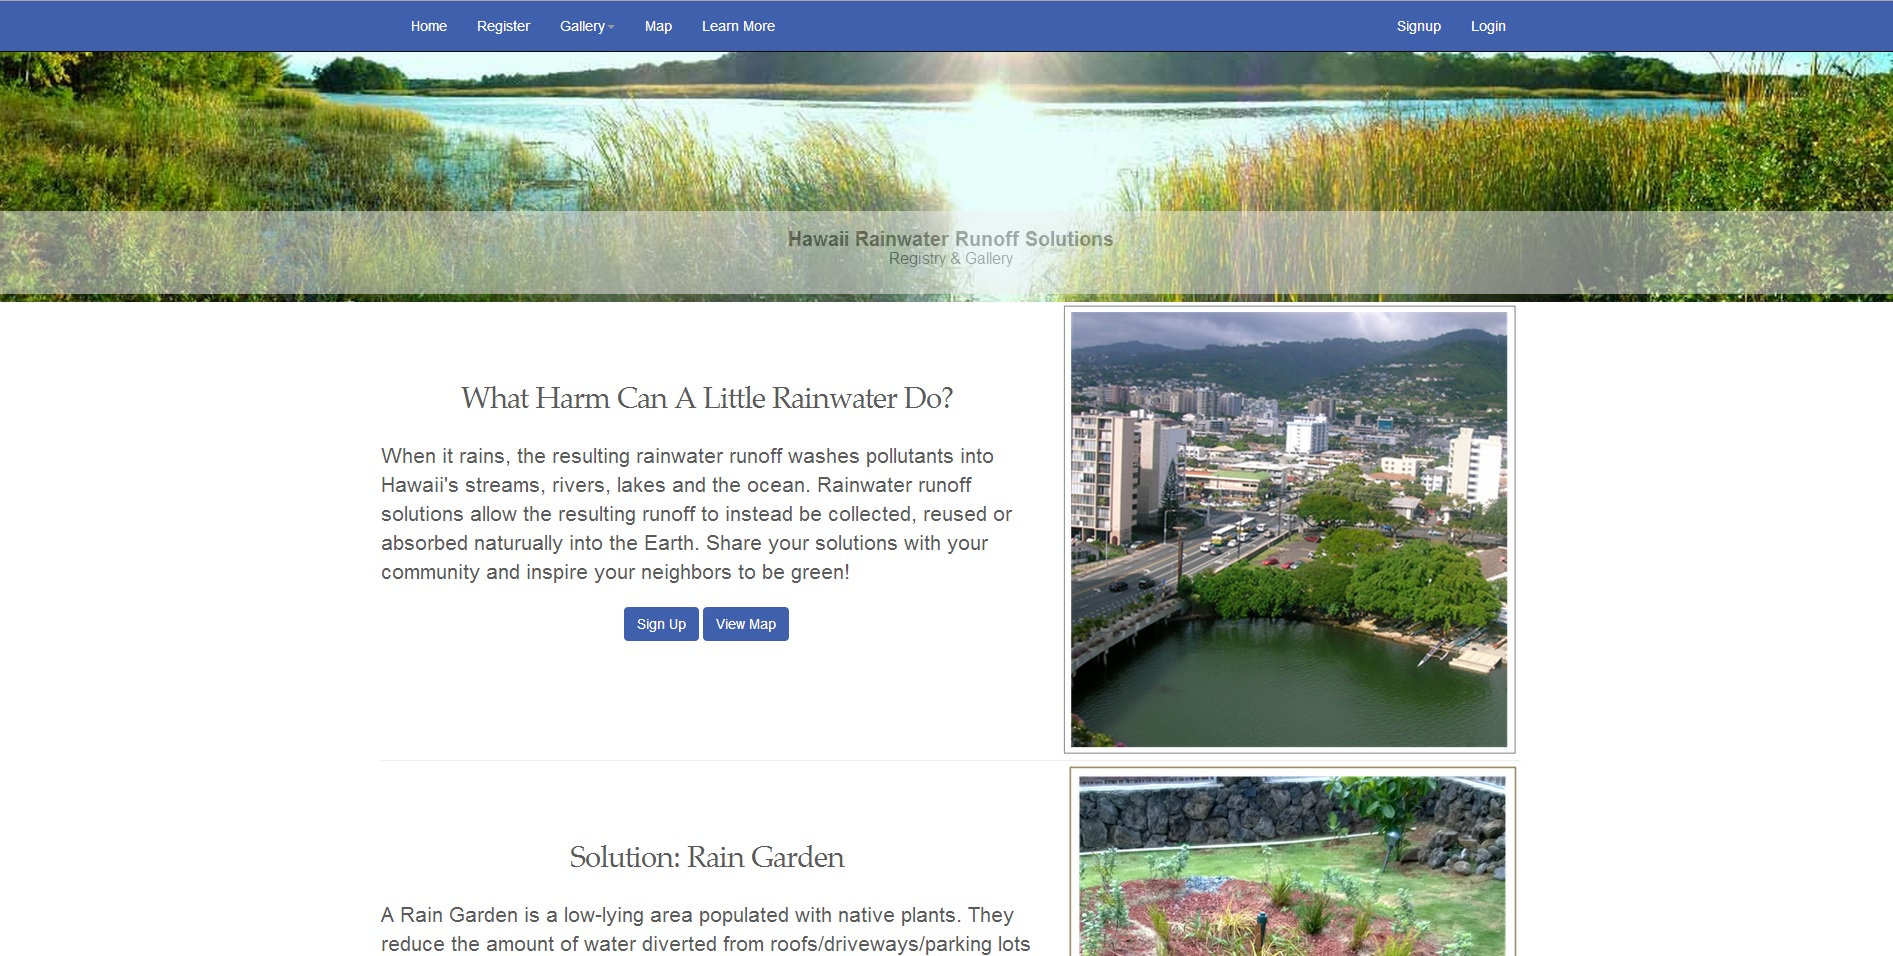 Home Register Gallery Map Learn More Signup Login
Hawaii Rainwater Runoff Solutions
Registry & Gallery
What Harm Can A Little Rainwater Do?
When it rains, the resulting rainwater runoff washes pollutants into
Hawaii's streams, rivers, lakes and the ocean. Rainwater runoff
solutions allow the resulting runoff to instead be collected, reused or
absorbed naturually into the Earth. Share your solutions with your
community and inspire your neighbors to be green!
Sign Up View Map
Solution: Rain Garden
A Rain Garden is a low-lying area populated with native plants. They
reduce the amount of water diverted from roofs/driveways/parking lots